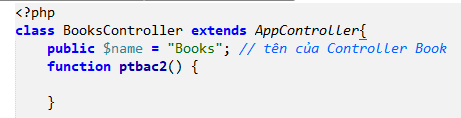 <?php
class BooksController extends AppController{
public $name = "Books"; // tên của Controller Book
function ptbac2() {
}